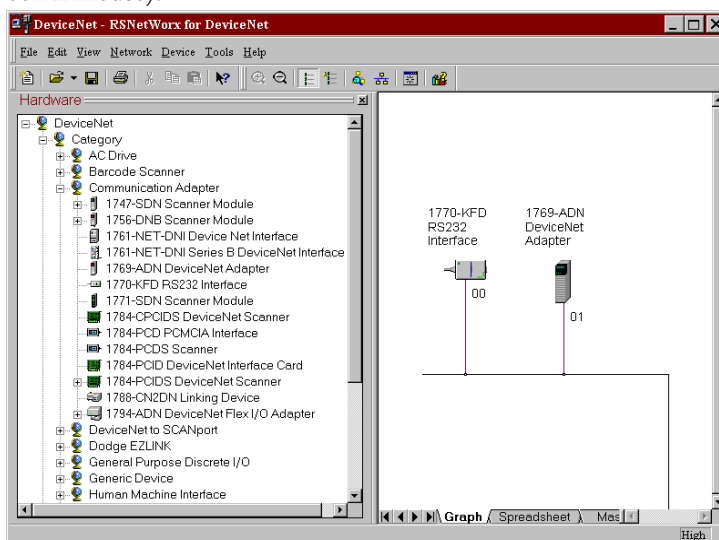 DeviceNet - RSNetWorx for DeviceNet
File Edit View Network Device Tools Help
Hardware
DeviceNet
Category
AC Drive
Barcode Scanner
Communication Adapter
1747-SDN Scanner Module
1756-DNB Scanner Module
1761-NET-DNI Device Net Interface
1761-NET-DNI Series B DeviceNet Interface
1769-ADN DeviceNet Adapter
1770-KFD RS232 Interface
1771-SDN Scanner Module
1784-CPCIDS DeviceNet Scanner
1784-PCD PCMCIA Interface
1784-PCDS Scanner
1784-PCID DeviceNet Interface Card
1784-PCIDS DeviceNet Scanner
1788-CN2DN Linking Device
1794-ADN DeviceNet Flex I/O Adapter
DeviceNet to SCANport
Dodge EZLINK
General Purpose Discrete I/O
Generic Device
Human Machine Interface
1770-KFD
RS232
Interface
00
1769-ADN
DeviceNet
Adapter
01
Graph Spreadsheet Mas
High